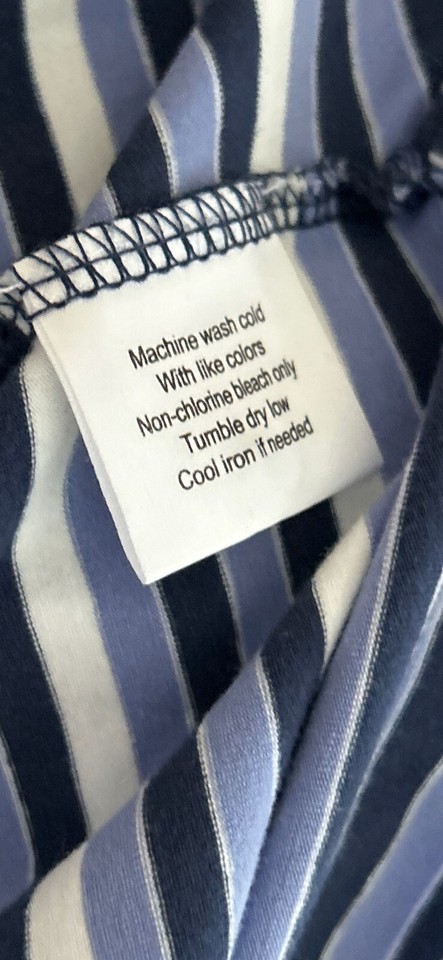 Machine wash cold
With like colors
Non-chlorine bleach only
Tumble dry low
Cool iron if needed